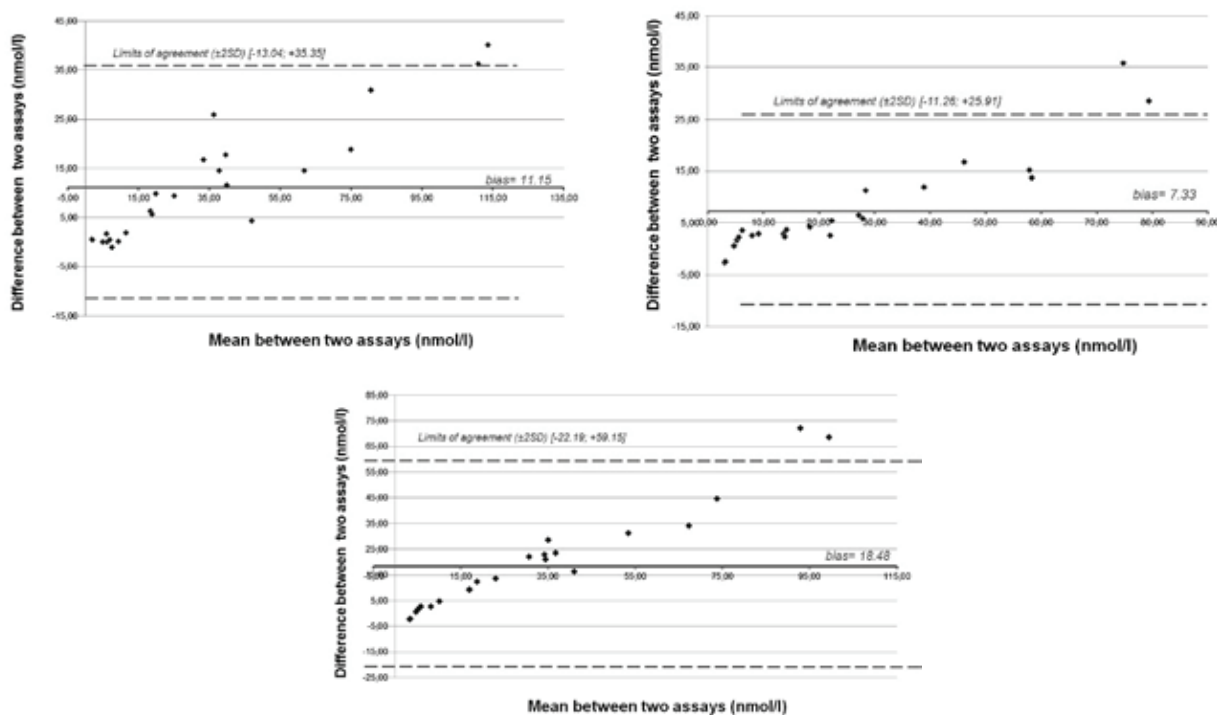 45,00
Limits of agreement (±2SD) [-13.04; +35.35]
35,00
25,00
15,00
bias= 11.15
-5,00 15,00 35,00 55,00 75,00 95,00 115,00 135,00
5,00
-5,00
-15,00
Difference between two assays (nmol/l)
Mean between two assays (nmol/l)
45,00
35,00
Limits of agreement (±2SD) [-11.26; +25.91]
25,00
15,00
bias= 7.33
5,00
0,00 10,00 20,00 30,00 40,00 50,00 60,00 70,00 80,00 90,00
-5,00
-15,00
Difference between two assays (nmol/l)
Mean between two assays (nmol/l)
85,00
75,00
Limits of agreement (±2SD) [-22.19; +59.15]
65,00
55,00
45,00
35,00
25,00
bias= 18.48
15,00 35,00 55,00 75,00 95,00 115,00
5,00
-5,00
-15,00
-25,00
Difference between two assays (nmol/l)
Mean between two assays (nmol/l)